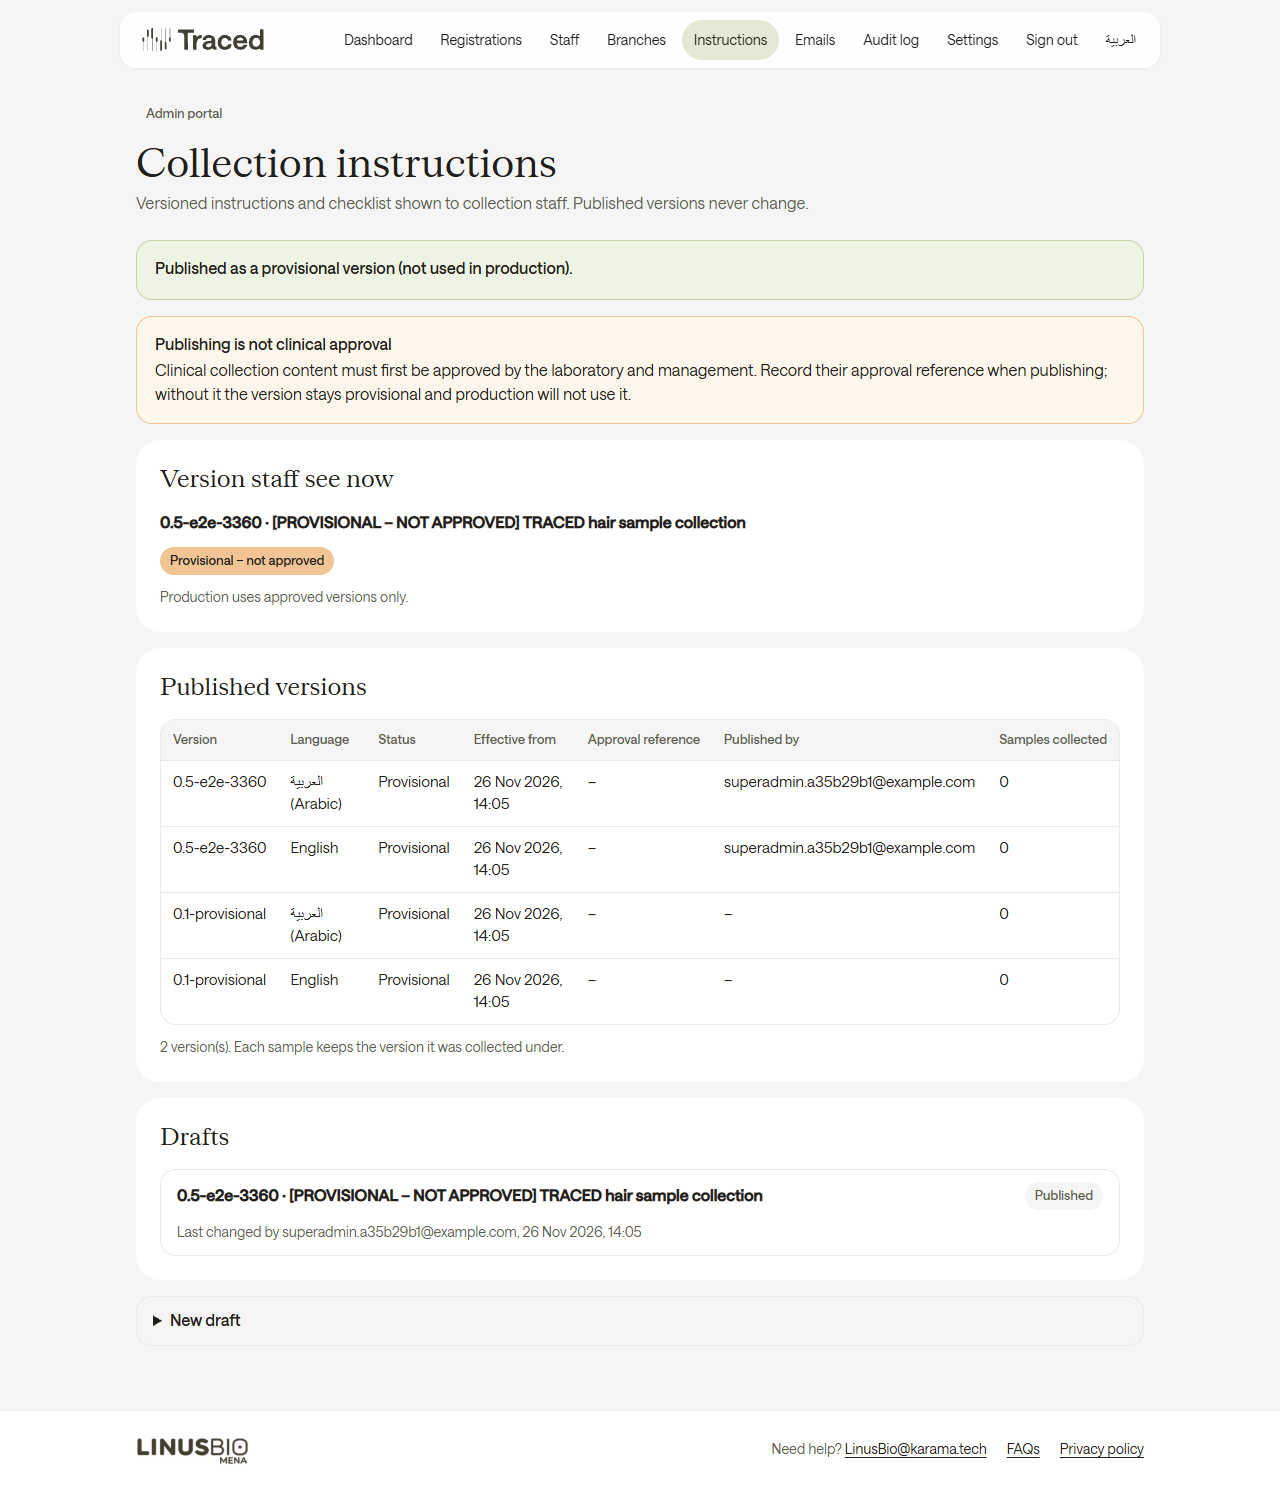 Traced
Dashboard Registrations Staff Branches Instructions Emails Audit log Settings Sign out العربية
Admin portal
Collection instructions
Versioned instructions and checklist shown to collection staff. Published versions never change.
Published as a provisional version (not used in production).
Publishing is not clinical approval
Clinical collection content must first be approved by the laboratory and management. Record their approval reference when publishing;
without it the version stays provisional and production will not use it.
Version staff see now
0.5-e2e-3360 · [PROVISIONAL – NOT APPROVED] TRACED hair sample collection
Provisional – not approved
Production uses approved versions only.
Published versions
Version Language Status Effective from Approval reference Published by Samples collected
0.5-e2e-3360 العربية Provisional 26 Nov 2026, – superadmin.a35b29b1@example.com 0
(Arabic) 14:05
0.5-e2e-3360 English Provisional 26 Nov 2026, – superadmin.a35b29b1@example.com 0
14:05
0.1-provisional العربية Provisional 26 Nov 2026, – – 0
(Arabic) 14:05
0.1-provisional English Provisional 26 Nov 2026, – – 0
14:05
2 version(s). Each sample keeps the version it was collected under.
Drafts
0.5-e2e-3360 · [PROVISIONAL – NOT APPROVED] TRACED hair sample collection Published
Last changed by superadmin.a35b29b1@example.com, 26 Nov 2026, 14:05
New draft
LINUSBIO
MENA
Need help? LinusBio@karama.tech FAQs Privacy policy